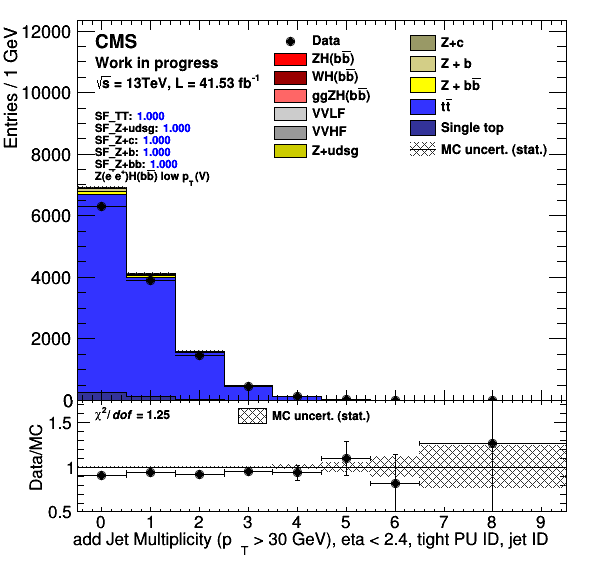 12000
10000
8000
6000
4000
2000
0
Entries / 1 GeV
CMS
Work in progress
√s = 13TeV, L = 41.53 fb⁻¹
SF_TT: 1.000
SF_Z+udsg: 1.000
SF_Z+c: 1.000
SF_Z+b: 1.000
SF_Z+bb: 1.000
Z(e⁻e⁺)H(bb̅) low p_T(V)
Data
ZH(bb̅)
WH(bb̅)
ggZH(bb̅)
VVLF
VVHF
Z+udsg
Z+c
Z + b
Z + bb̅
tt̅
Single top
MC uncert. (stat.)
χ²/dof = 1.25
MC uncert. (stat.)
Data/MC
1.5
1
0.5
0 1 2 3 4 5 6 7 8 9
add Jet Multiplicity (p_T > 30 GeV), eta < 2.4, tight PU ID, jet ID